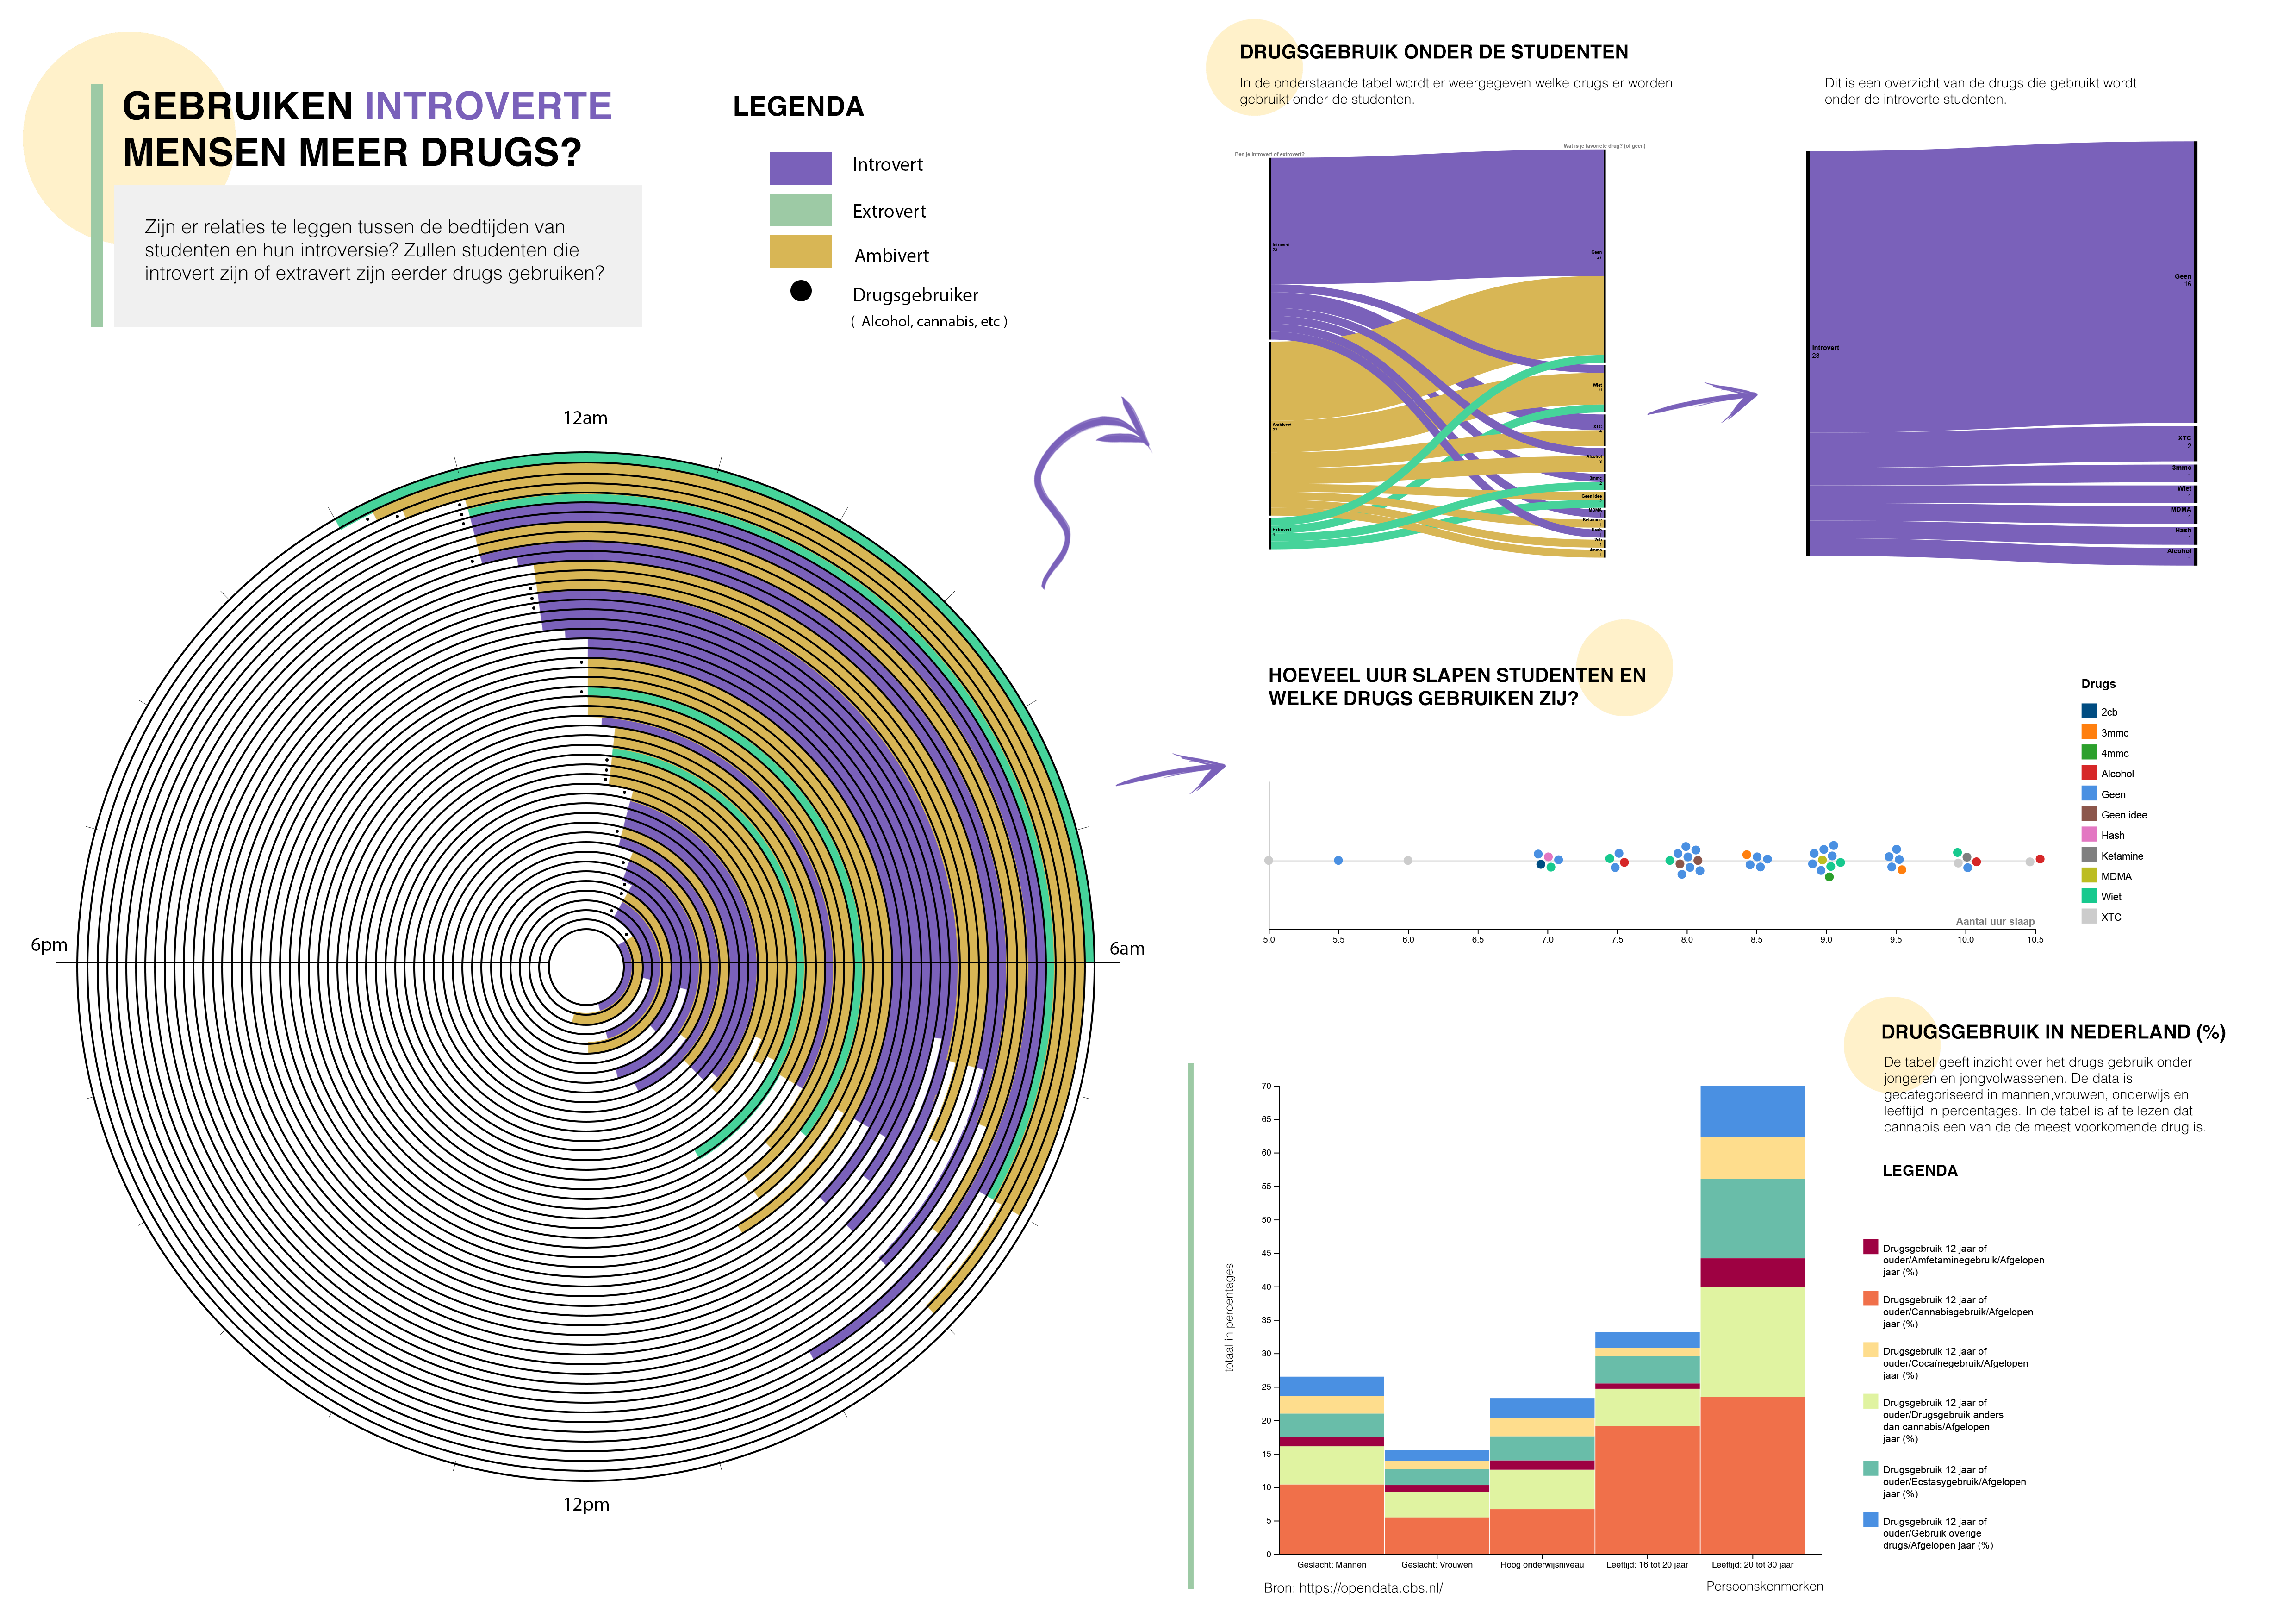 GEBRUIKEN INTROVERTE
MENSEN MEER DRUGS?
Zijn er relaties te leggen tussen de bedtijden van
studenten en hun introversie? Zullen studenten die
introvert zijn of extravert zijn eerder drugs gebruiken?
LEGENDA
Introvert
Extrovert
Ambivert
Drugsgebruiker
( Alcohol, cannabis, etc )
12am
6pm
6am
12pm
DRUGSGEBRUIK ONDER DE STUDENTEN
In de onderstaande tabel wordt er weergegeven welke drugs er worden
gebruikt onder de studenten.
Dit is een overzicht van de drugs die gebruikt wordt
onder de introverte studenten.
Ben je introvert of extrovert?
Wat is je favoriete drug? (of geen)
Introvert
23
Ambivert
22
Extrovert
4
Geen
27
Wiet
6
XTC
4
Alcohol
3
3mmc
2
Geen idee
2
MDMA
1
Ketamine
1
Hash
1
2cb
1
4mmc
1
Introvert
23
Geen
16
XTC
2
3mmc
1
Wiet
1
MDMA
1
Hash
1
Alcohol
1
HOEVEEL UUR SLAPEN STUDENTEN EN
WELKE DRUGS GEBRUIKEN ZIJ?
Drugs
2cb
3mmc
4mmc
Alcohol
Geen
Geen idee
Hash
Ketamine
MDMA
Wiet
XTC
Aantal uur slaap
5.0 5.5 6.0 6.5 7.0 7.5 8.0 8.5 9.0 9.5 10.0 10.5
DRUGSGEBRUIK IN NEDERLAND (%)
De tabel geeft inzicht over het drugs gebruik onder
jongeren en jongvolwassenen. De data is
gecategoriseerd in mannen,vrouwen, onderwijs en
leeftijd in percentages. In de tabel is af te lezen dat
cannabis een van de de meest voorkomende drug is.
LEGENDA
Drugsgebruik 12 jaar of
ouder/Amfetaminegebruik/Afgelopen
jaar (%)
Drugsgebruik 12 jaar of
ouder/Cannabisgebruik/Afgelopen
jaar (%)
Drugsgebruik 12 jaar of
ouder/Cocaïnegebruik/Afgelopen
jaar (%)
Drugsgebruik 12 jaar of
ouder/Drugsgebruik anders
dan cannabis/Afgelopen
jaar (%)
Drugsgebruik 12 jaar of
ouder/Ecstasygebruik/Afgelopen
jaar (%)
Drugsgebruik 12 jaar of
ouder/Gebruik overige
drugs/Afgelopen jaar (%)
totaal in percentages
70
65
60
55
50
45
40
35
30
25
20
15
10
5
0
Geslacht: Mannen
Geslacht: Vrouwen
Hoog onderwijsniveau
Leeftijd: 16 tot 20 jaar
Leeftijd: 20 tot 30 jaar
Bron: https://opendata.cbs.nl/
Persoonskenmerken